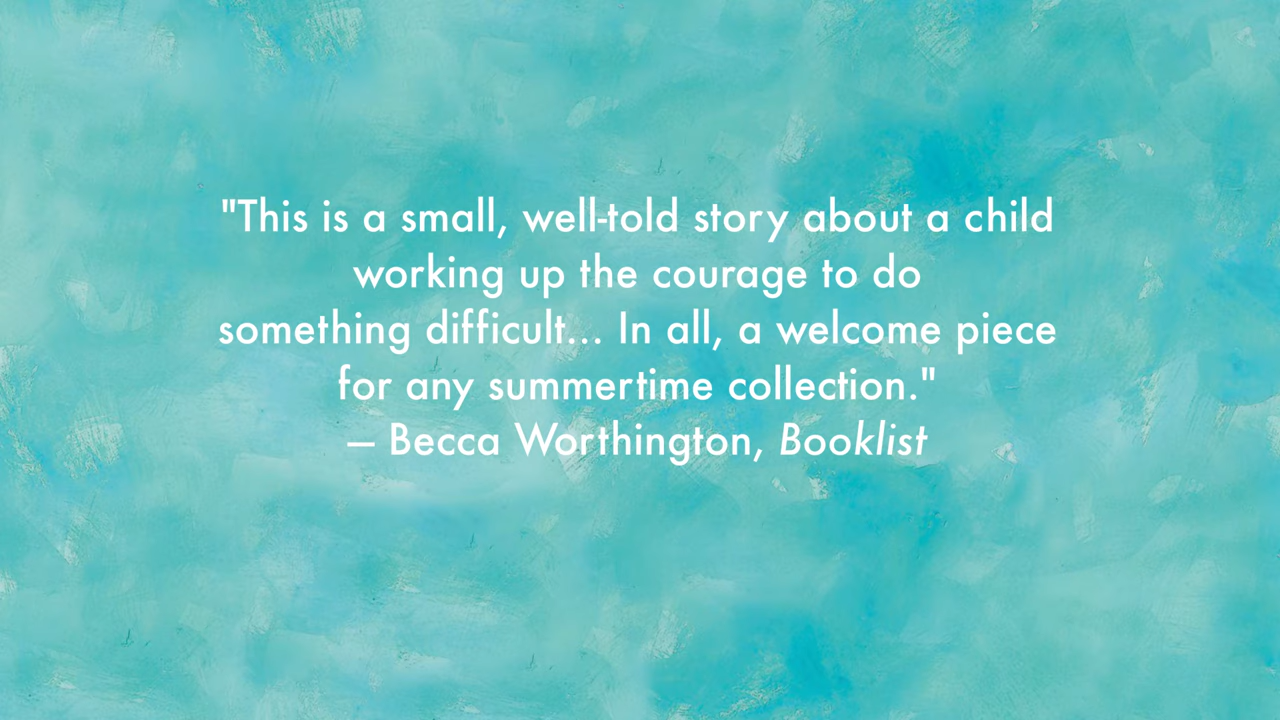 "This is a small, well-told story about a child
working up the courage to do
something difficult... In all, a welcome piece
for any summertime collection."
— Becca Worthington, Booklist